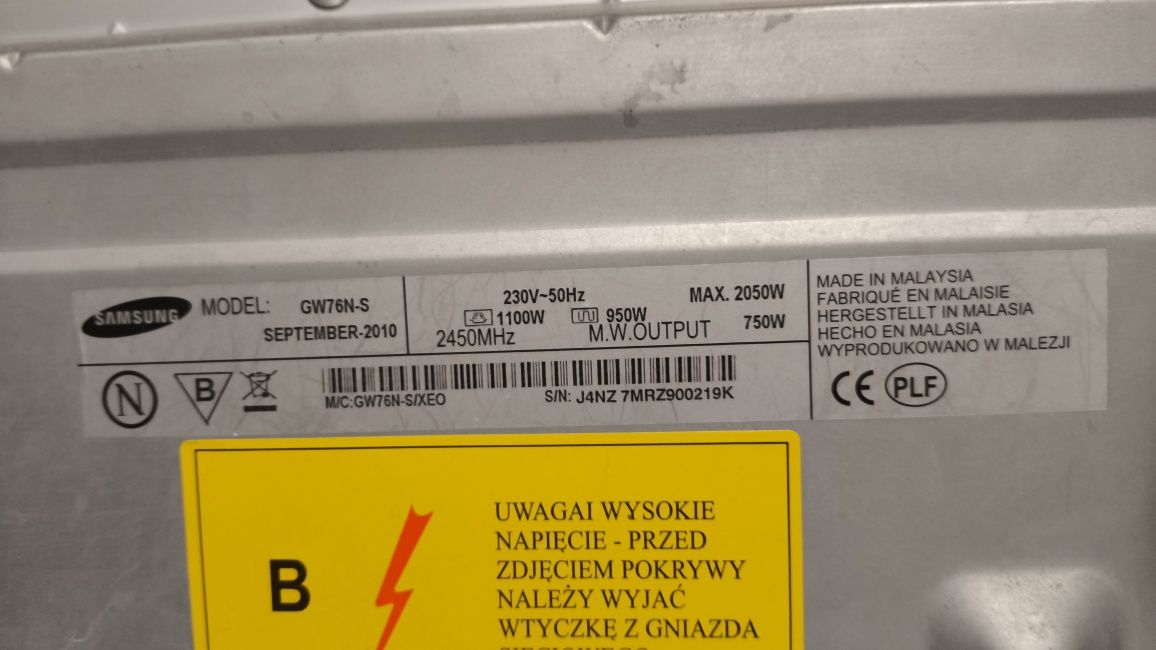 SAMSUNG
MODEL: GW76N-S
SEPTEMBER-2010
230V~50Hz MAX. 2050W
1100W 950W
2450MHz M.W.OUTPUT 750W
MADE IN MALAYSIA
FABRIQUÉ EN MALAISIE
HERGESTELLT IN MALASIA
HECHO EN MALASIA
WYPRODUKOWANO W MALEZJI
N B
M/C:GW76N-S/XEO S/N: J4NZ 7MRZ900219K
CE PLF
B
UWAGAI WYSOKIE
NAPIĘCIE - PRZED
ZDJĘCIEM POKRYWY
NALEŻY WYJAĆ
WTYCZKĘ Z GNIAZDA